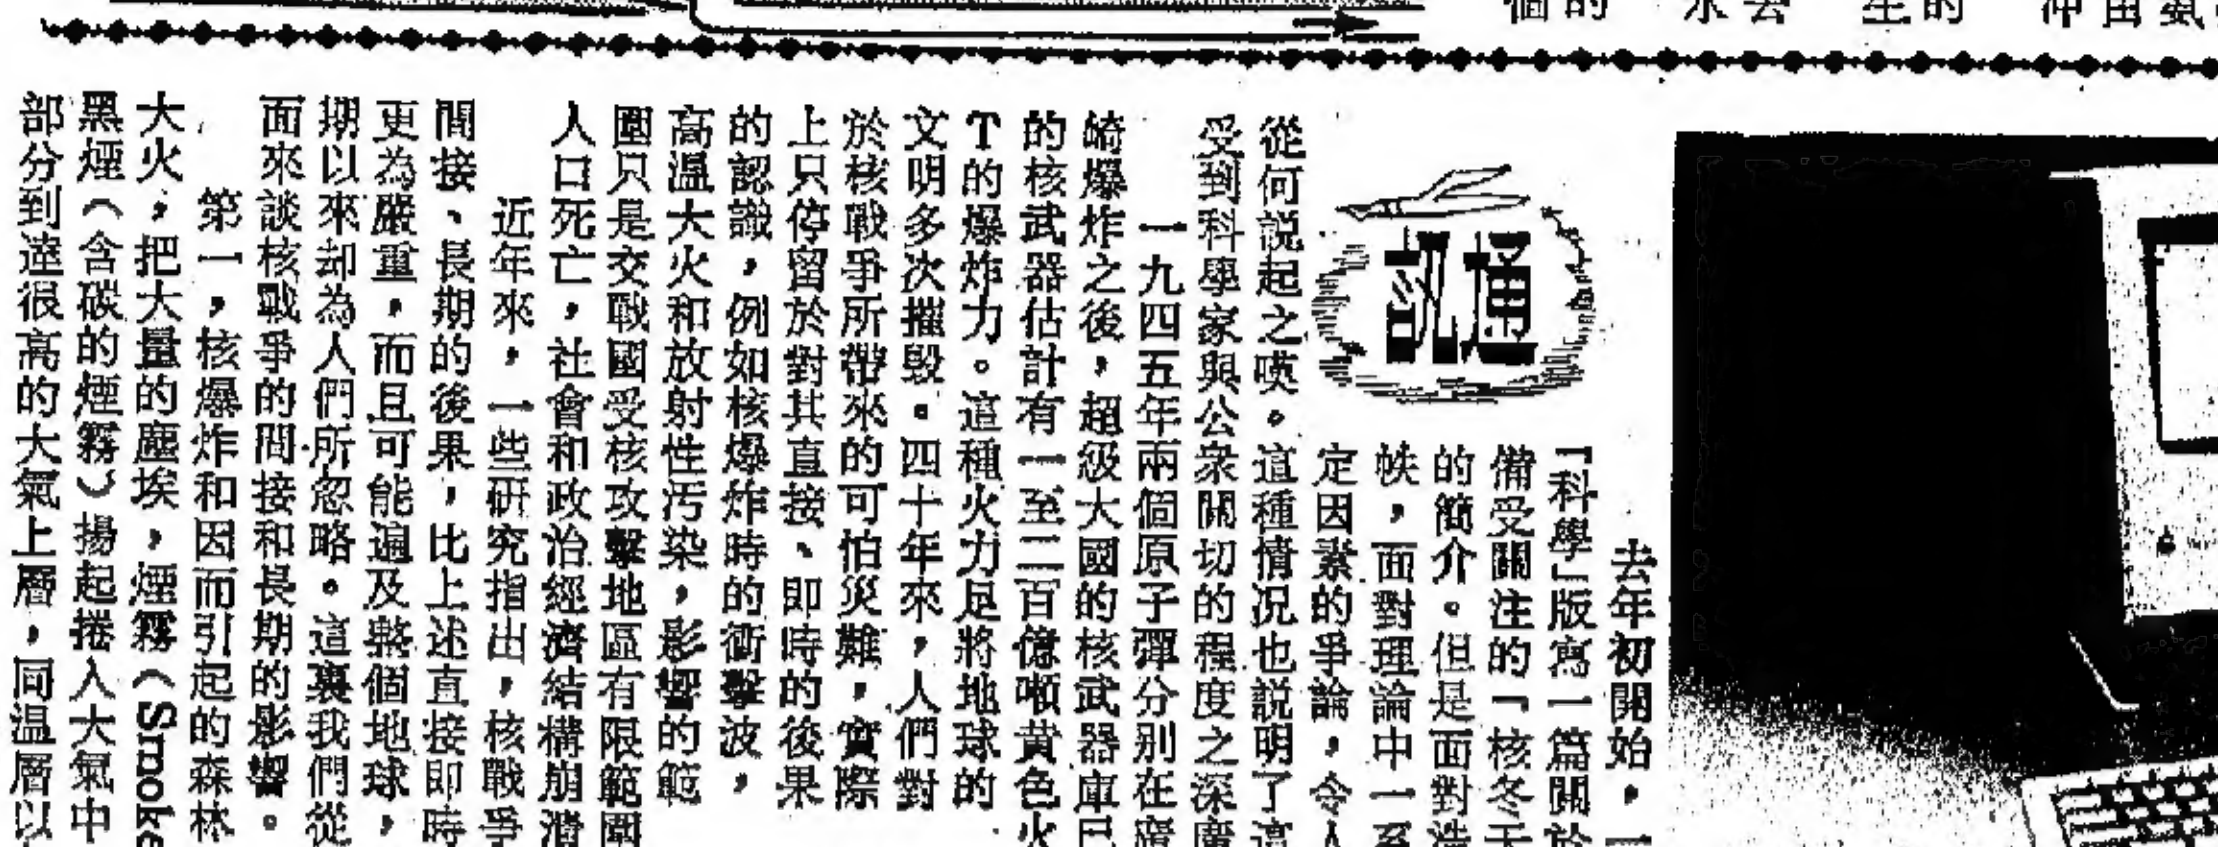 通訊
去年初開始，一
「科學」版寫一篇關於
備受關注的「核冬天
的簡介。但是面對浩
帙，面對理論中一系
定因素的爭論，令人
從何說起之嘆。這種情况也說明了這
受到科學家與公衆關切的程度之深廣
一九四五年兩個原子彈分別在廣
崎爆炸之後，超級大國的核武器庫已
的核武器估計有一至二百億噸黃色火
T的爆炸力。這種火力足將地球的
文明多次摧毀。四十年來，人們對
於核戰爭所帶來的可怕災難，實際
上只停留於對其直接、即時的後果
的認識，例如核爆炸時的衝擊波，
高溫大火和放射性污染，影響的範
圍只是交戰國受核攻擊地區有限範圍
人口死亡，社會和政治經濟結構崩潰
近年來，一些研究指出，核戰爭
間接、長期的後果，比上述直接即時
更為嚴重，而且可能遍及整個地球，
期以來却為人們所忽略。這裏我們從
面來談核戰爭的間接和長期的影響。
第一，核爆炸和因而引起的森林
大火，把大量的塵埃，煙霧（Smoke
黑煙（含碳的煙霧）揚起捲入大氣中
部分到達很高的大氣上層，同溫層以